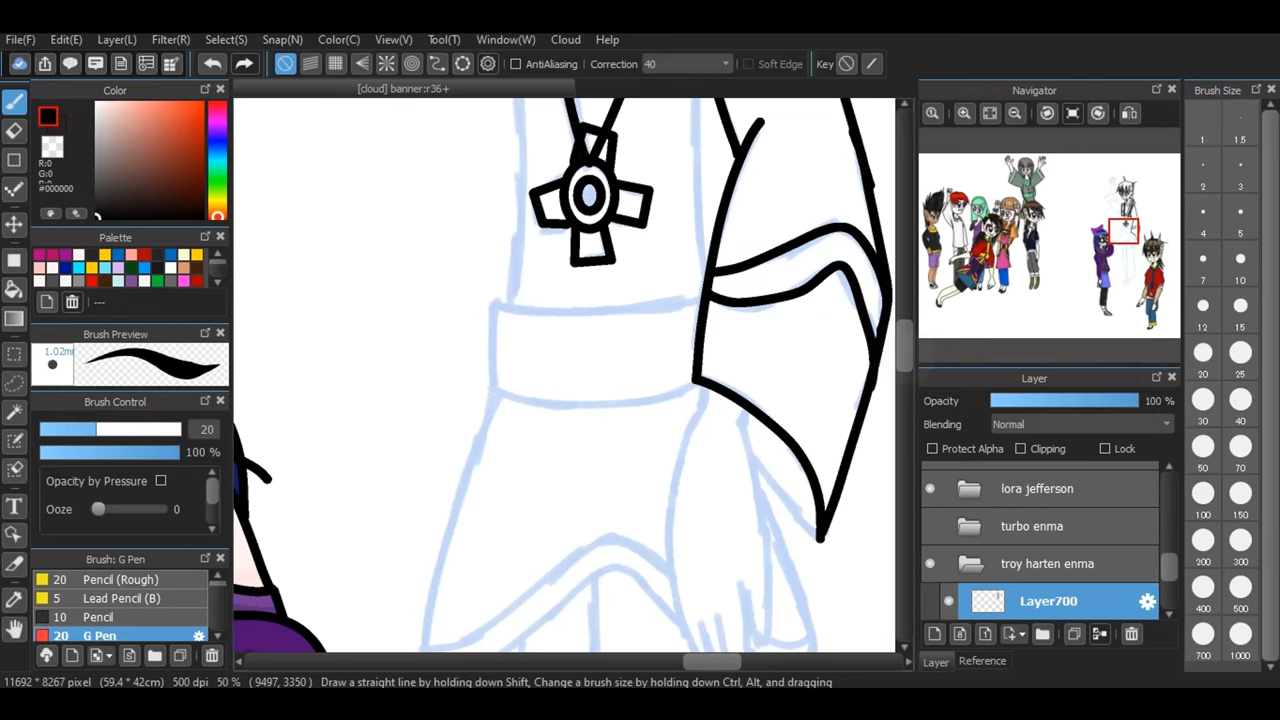 File(F) Edit(E) Layer(L) Filter(R) Select(S) Snap(N) Color(C) View(V) Tool(T) Window(W) Cloud Help
AntiAliasing Correction 40 Soft Edge Key
Color
[cloud] banner:r36+
Navigator
Brush Size
R:0
G:0
B:0
#000000
1 1.5
2 3
4 5
7 10
12 15
20 25
30 40
50 70
100 150
200 300
400 500
700 1000
Palette
---
Brush Preview
1.02m
Brush Control
20
100 %
Opacity by Pressure
Ooze 0
Brush: G Pen
20 Pencil (Rough)
5 Lead Pencil (B)
10 Pencil
20 G Pen
Layer
Opacity 100 %
Blending Normal
Protect Alpha Clipping Lock
lora jefferson
turbo enma
troy harten enma
Layer700
Layer Reference
11692 * 8267 pixel (59.4 * 42cm) 500 dpi 50 % (9497, 3350) Draw a straight line by holding down Shift, Change a brush size by holding down Ctrl, Alt, and dragging